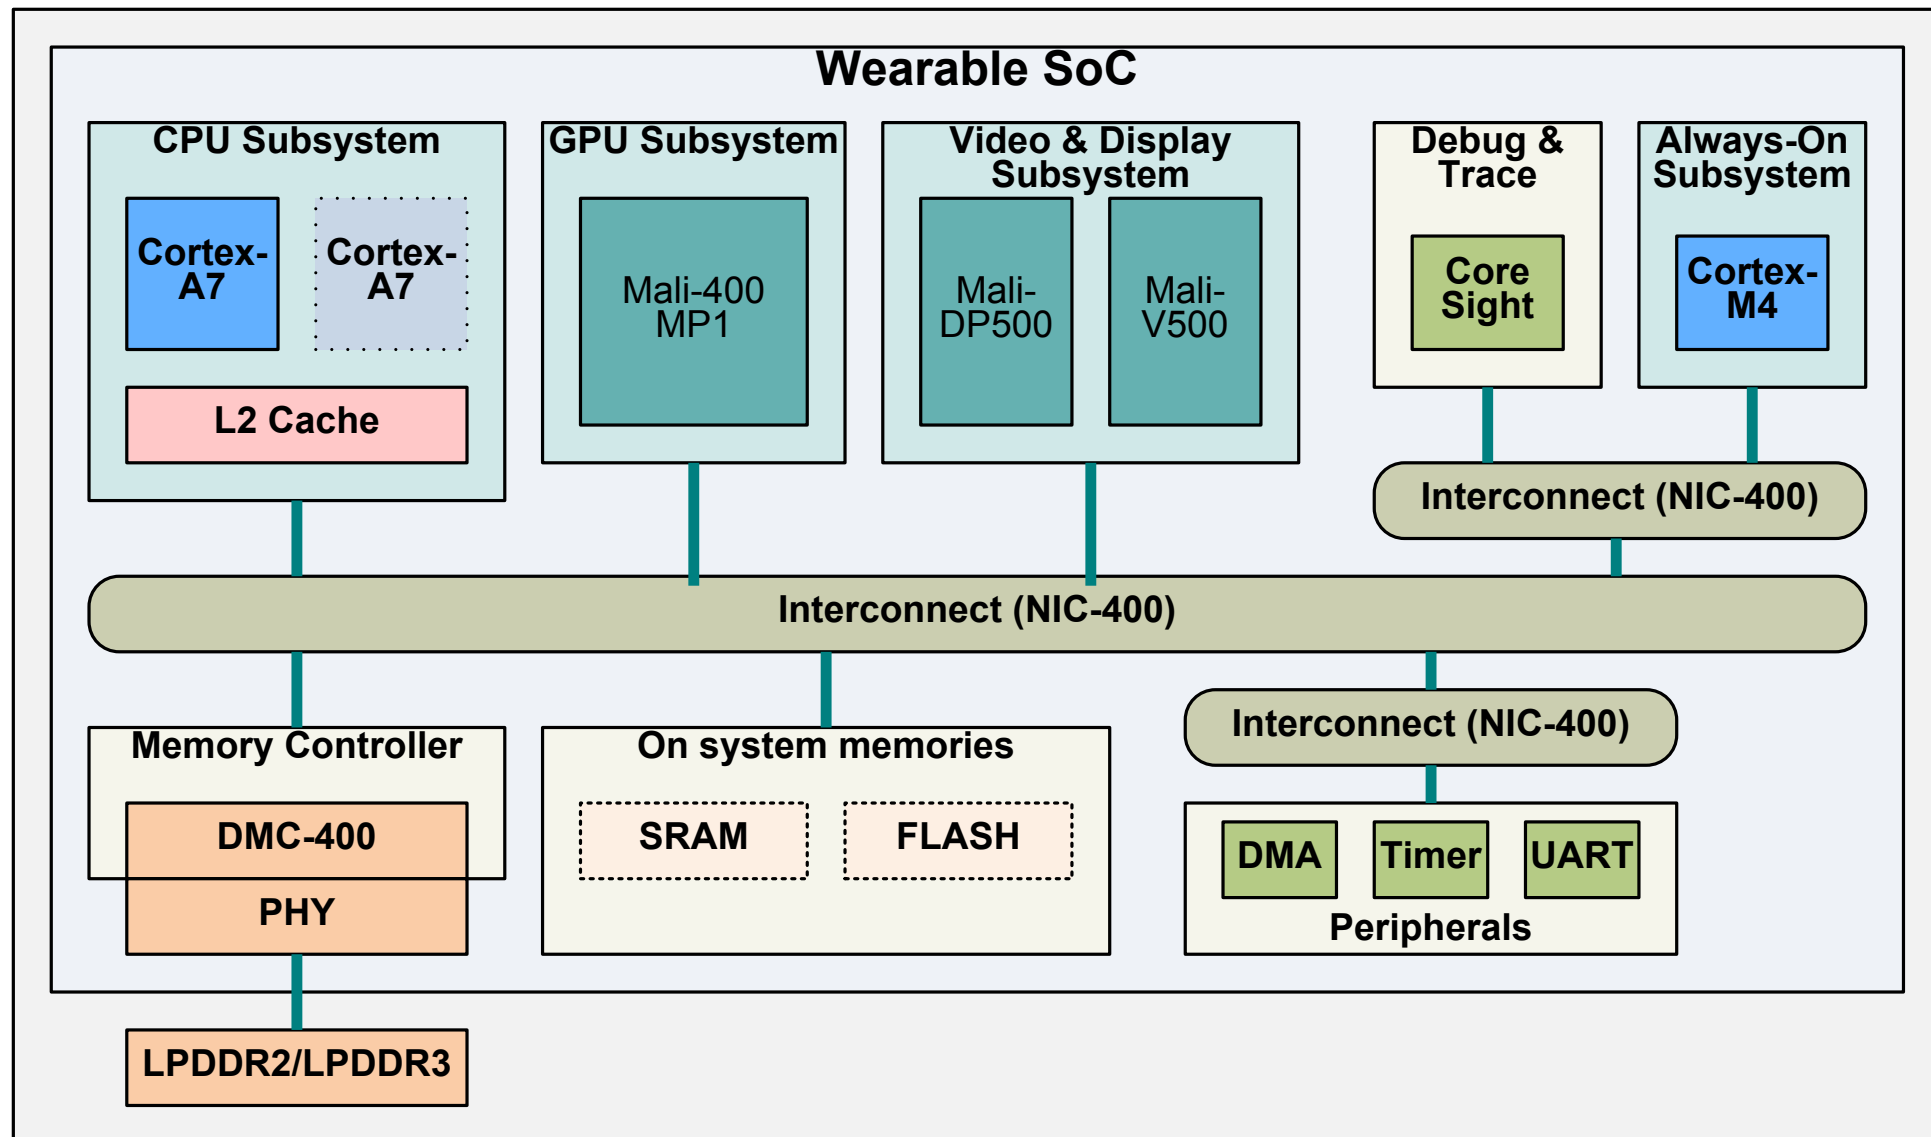 Wearable SoC
CPU Subsystem
Cortex-
A7
Cortex-
A7
L2 Cache
GPU Subsystem
Mali-400
MP1
Video & Display
Subsystem
Mali-
DP500
Mali-
V500
Debug &
Trace
Core
Sight
Always-On
Subsystem
Cortex-
M4
Interconnect (NIC-400)
Interconnect (NIC-400)
Memory Controller
DMC-400
PHY
On system memories
SRAM
FLASH
Interconnect (NIC-400)
DMA
Timer
UART
Peripherals
LPDDR2/LPDDR3